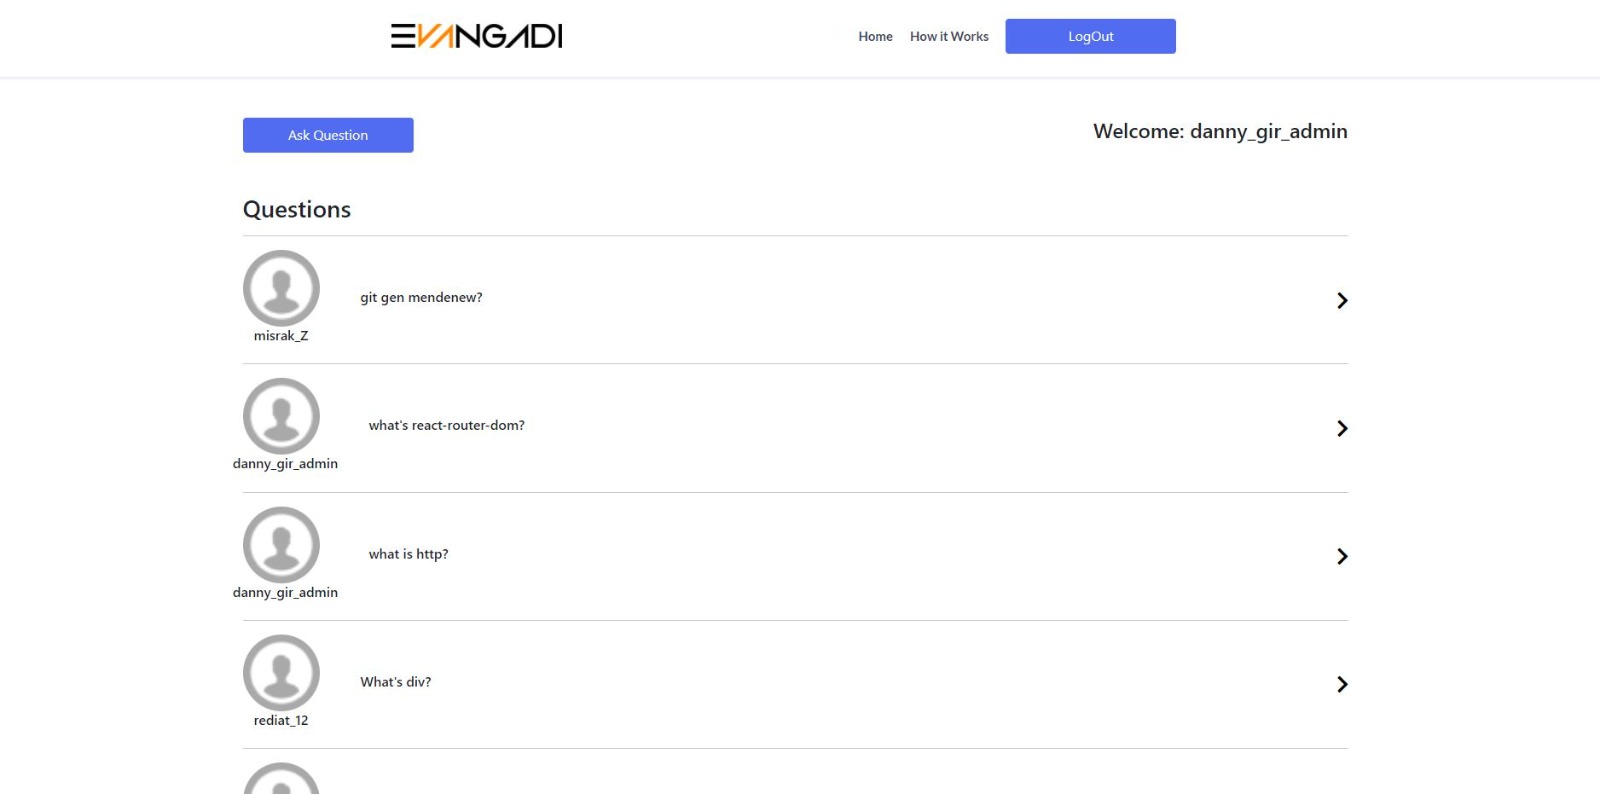 EVANGADI
Home
How it Works
LogOut
Ask Question
Welcome: danny_gir_admin
Questions
git gen mendenew?
misrak_Z
what's react-router-dom?
danny_gir_admin
what is http?
danny_gir_admin
What's div?
rediat_12